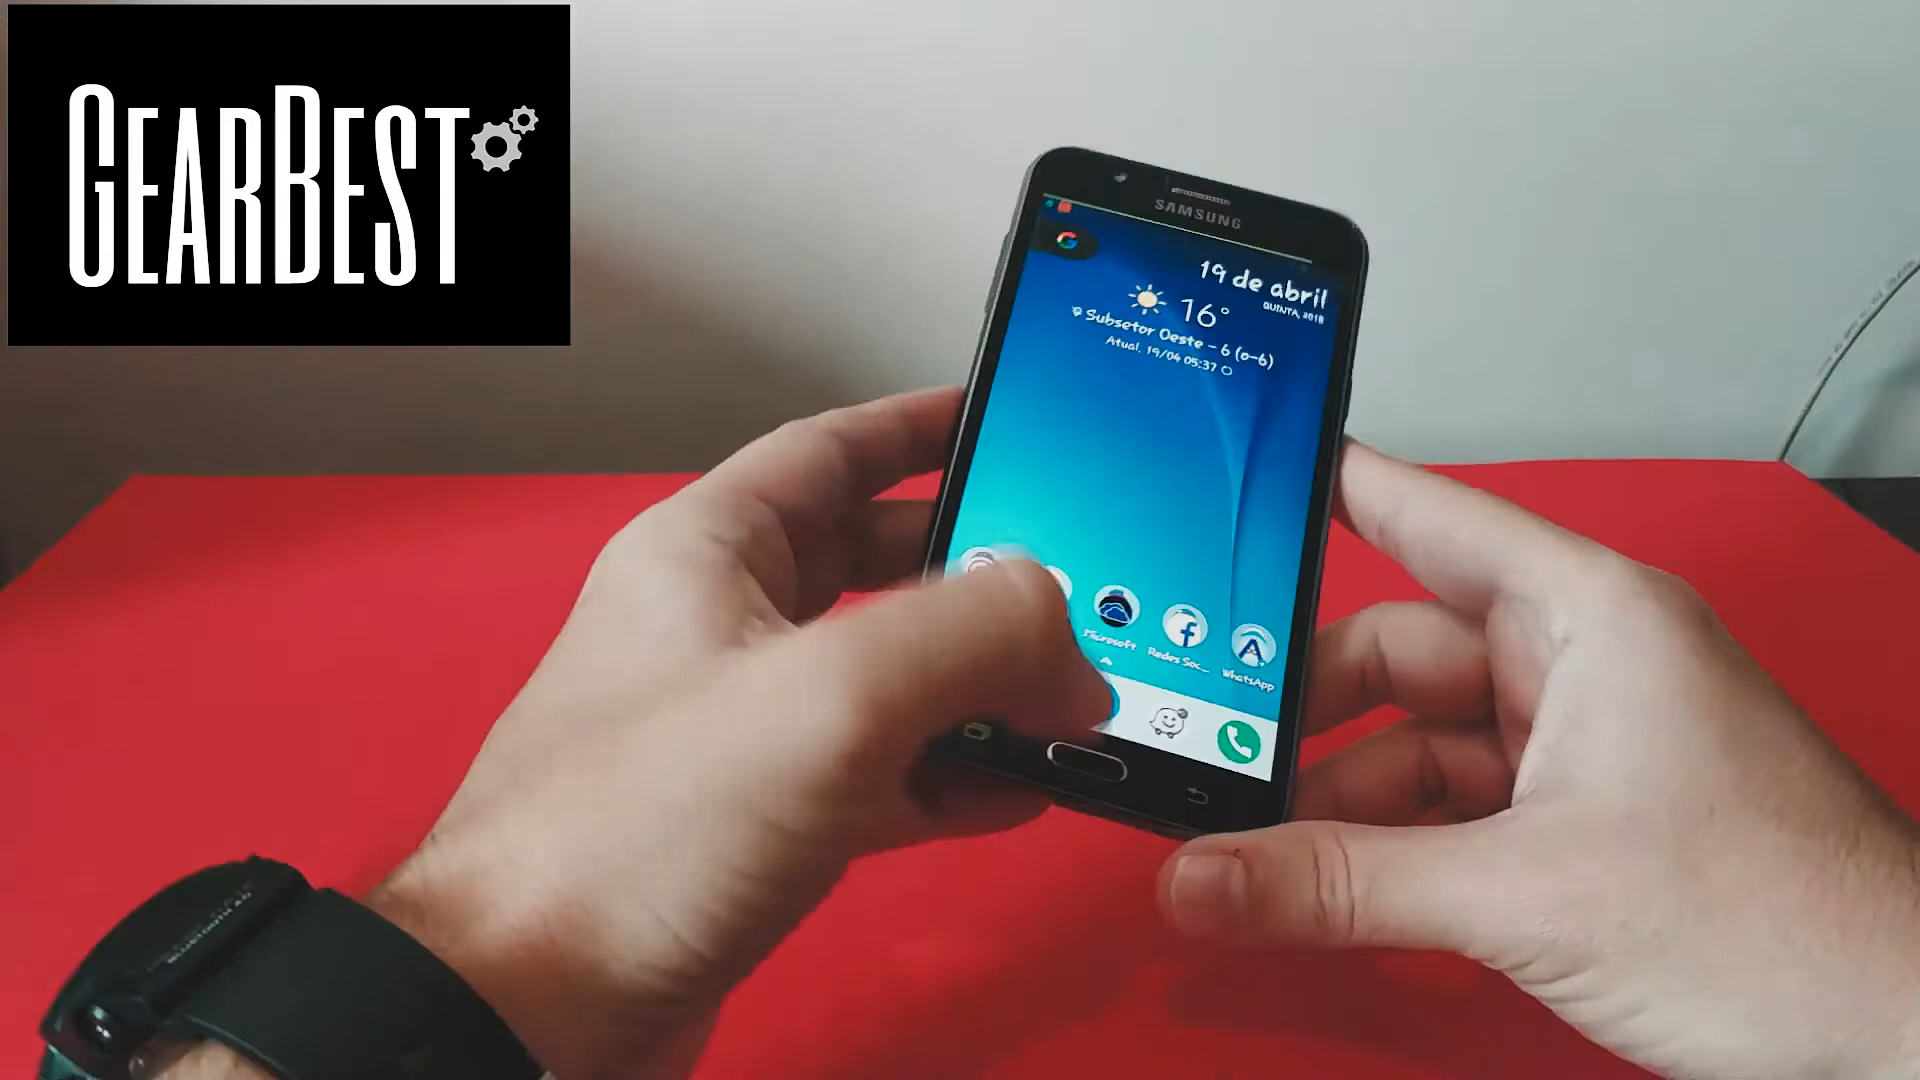 GEARBEST
SAMSUNG
19 de abril
QUINTA, 2018
16°
Subsetor Oeste - 6 (o-6)
Atual, 19/04 05:37
Microsoft
Redes Soc...
WhatsApp